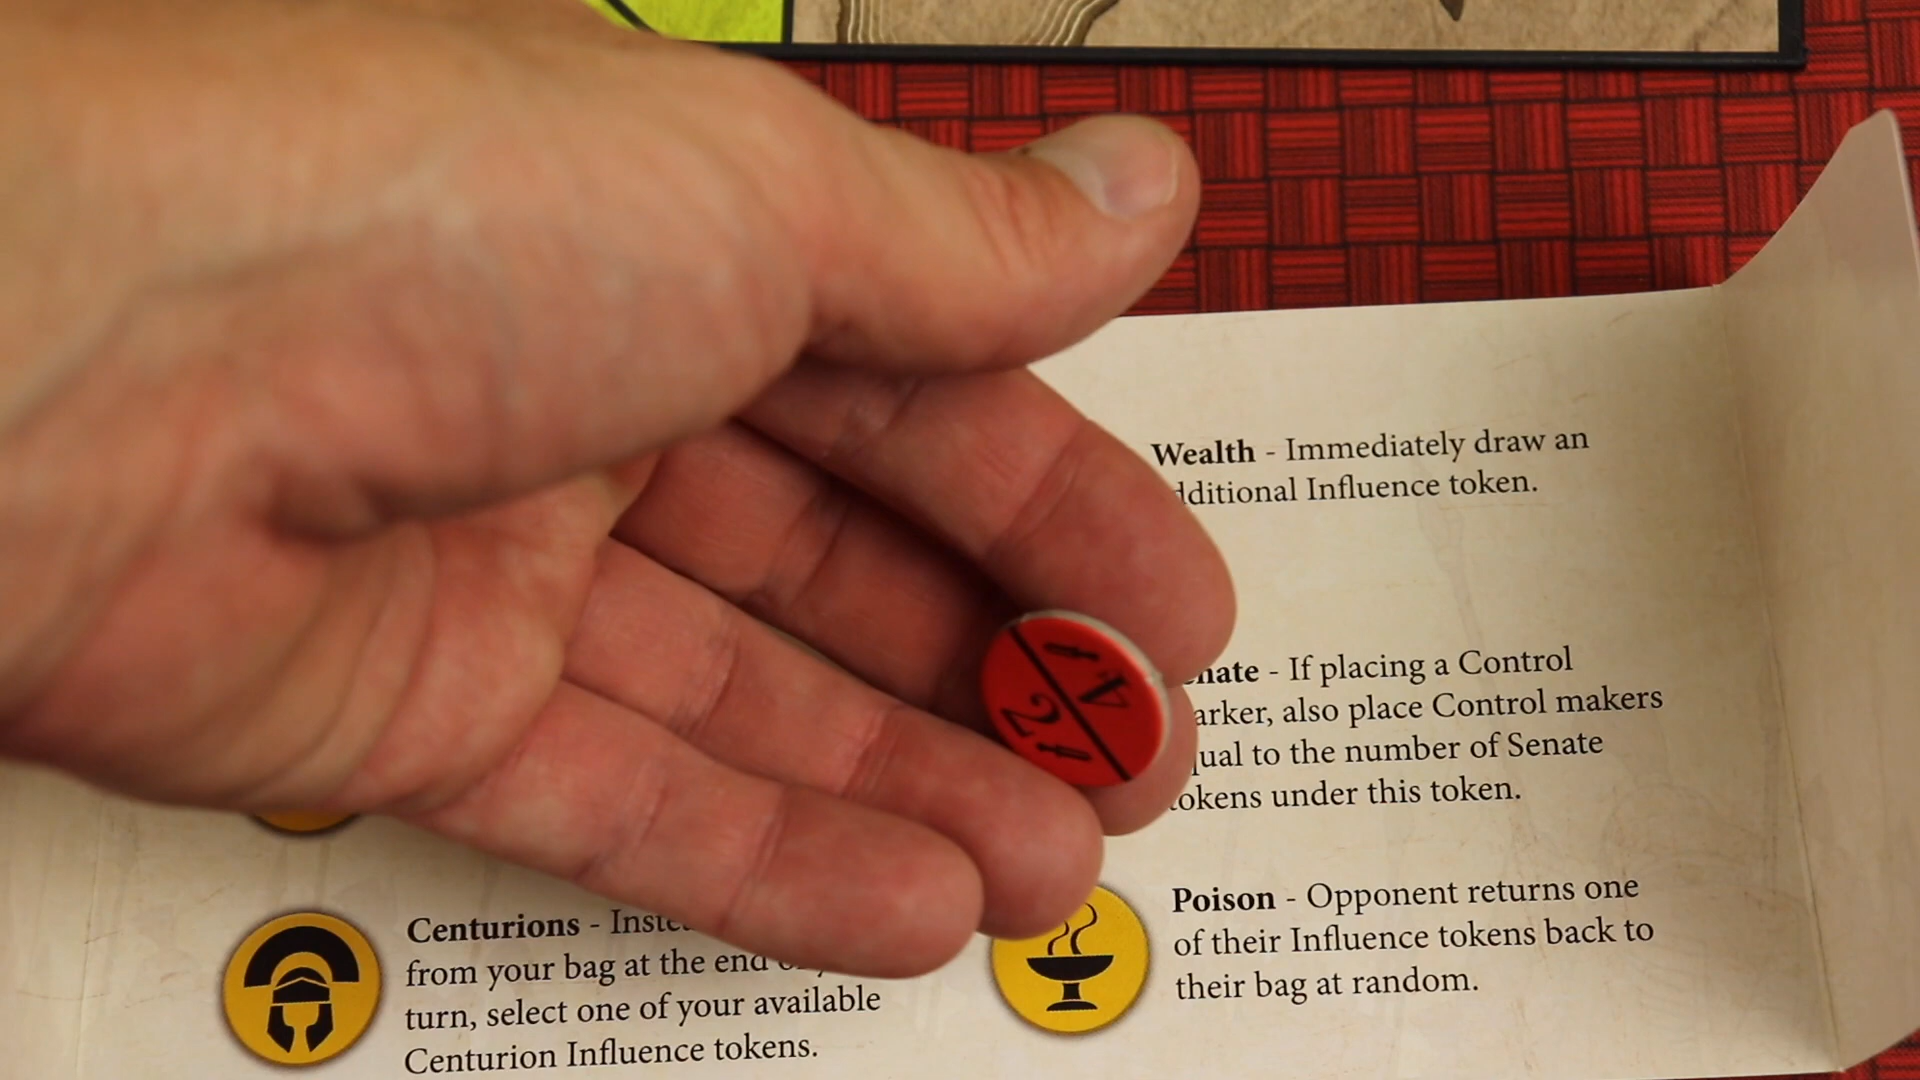 Wealth - Immediately draw an
dditional Influence token.
nate - If placing a Control
arker, also place Control makers
ual to the number of Senate
okens under this token.
Poison - Opponent returns one
of their Influence tokens back to
their bag at random.
Centurions - Inste
from your bag at the end
turn, select one of your available
Centurion Influence tokens.
4
2